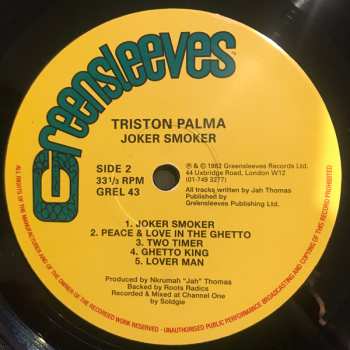 Greensleeves
TRISTON PALMA
JOKER SMOKER
SIDE 2
33⅓ RPM
GREL 43
℗ & © 1982 Greensleeves Records Ltd.
44 Uxbridge Road, London W12
(01-749 3277)
All tracks written by Jah Thomas
Published by
Greensleeves Publishing Ltd.
1. JOKER SMOKER
2. PEACE & LOVE IN THE GHETTO
3. TWO TIMER
4. GHETTO KING
5. LOVER MAN
Produced by Nkrumah "Jah" Thomas
Backed by Roots Radics
Recorded & Mixed at Channel One
by Soldgie
ALL RIGHTS OF THE MANUFACTURER AND OF THE OWNER OF THE RECORDED WORK RESERVED - UNAUTHORISED PUBLIC PERFORMANCE BROADCASTING AND COPYING OF THIS RECORD PROHIBITED